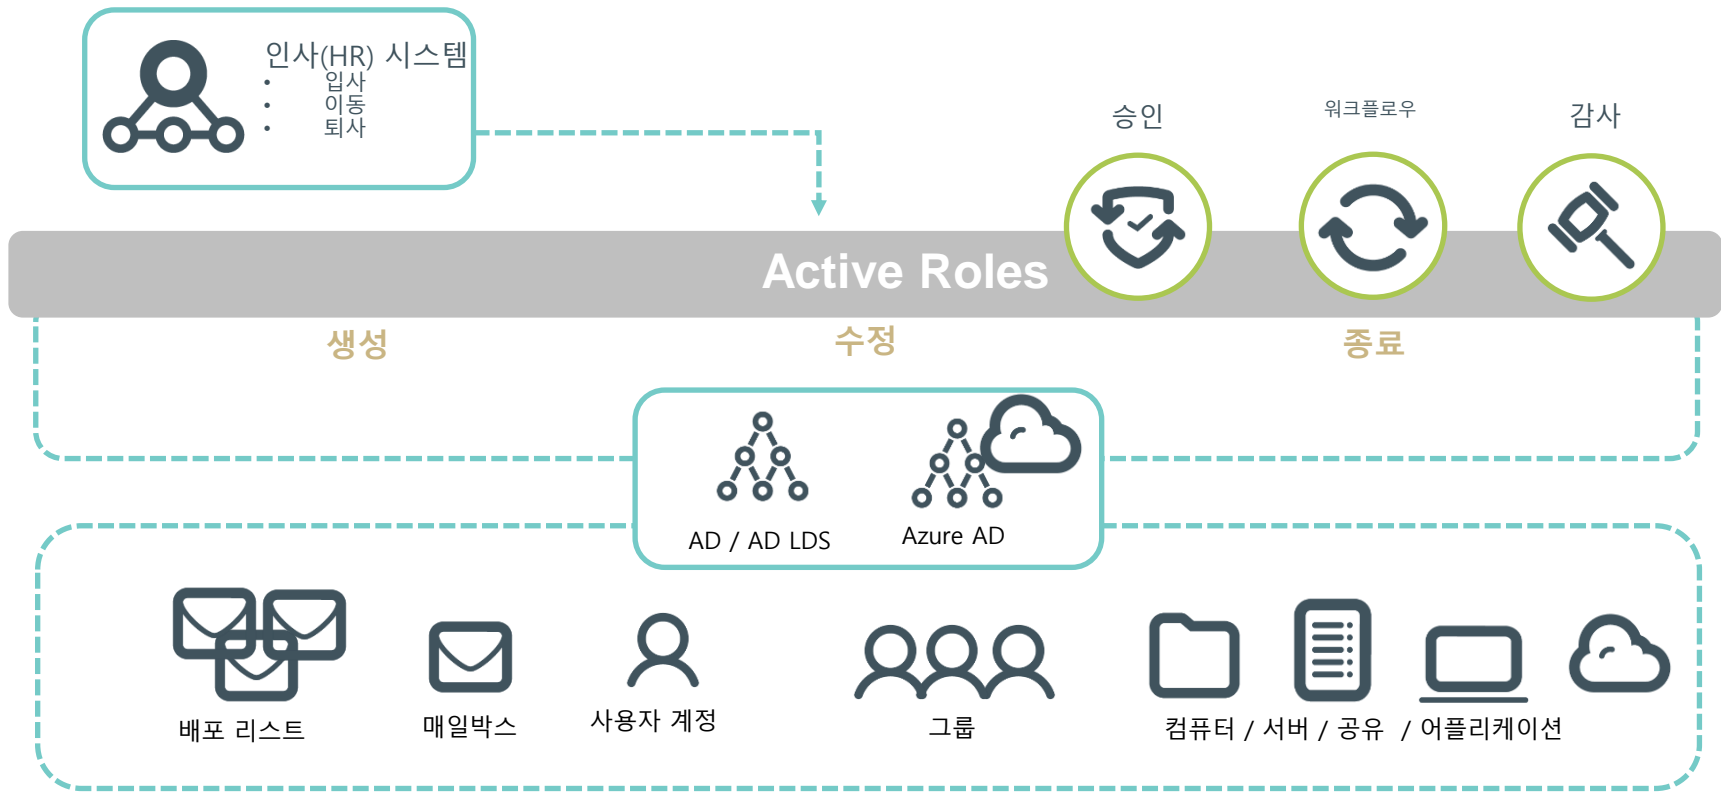 인사(HR) 시스템
• 입사
• 이동
• 퇴사
승인
워크플로우
감사
Active Roles
생성
수정
종료
AD / AD LDS
Azure AD
배포 리스트
매일박스
사용자 계정
그룹
컴퓨터 / 서버 / 공유 / 어플리케이션